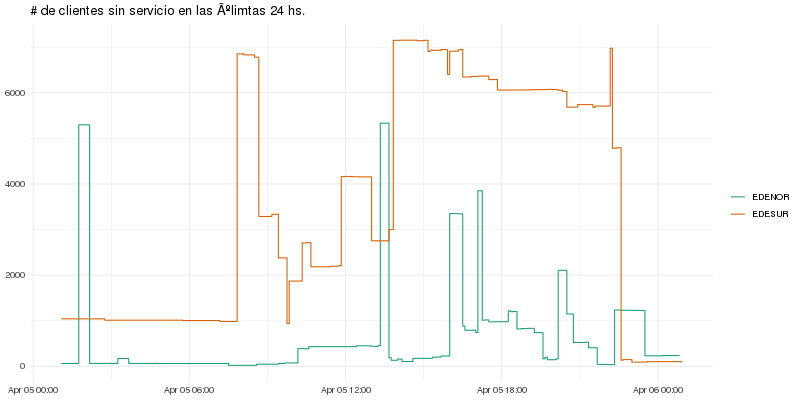 # de clientes sin servicio en las Ãºlimtas 24 hs.
6000
4000
2000
0
EDENOR
EDESUR
Apr 05 00:00
Apr 05 06:00
Apr 05 12:00
Apr 05 18:00
Apr 06 00:00